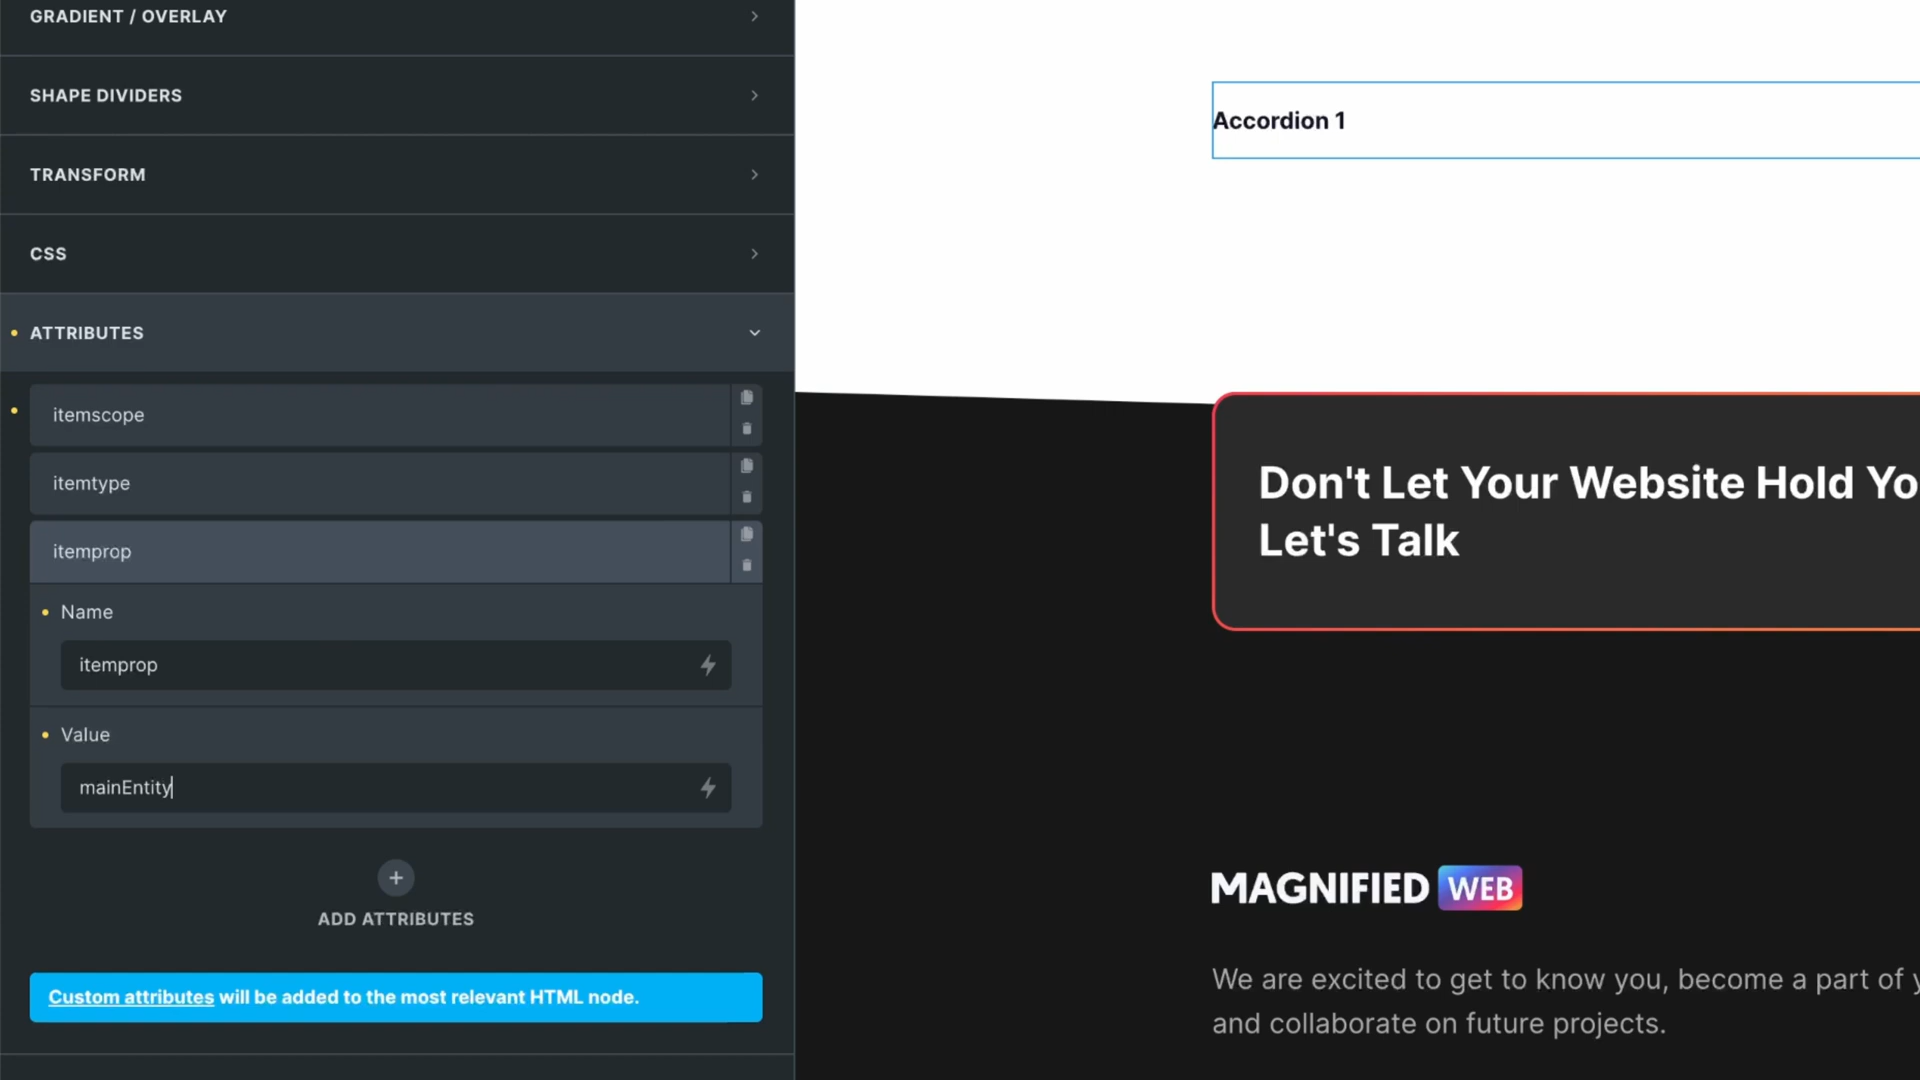 GRADIENT / OVERLAY
SHAPE DIVIDERS
TRANSFORM
CSS
ATTRIBUTES
itemscope
itemtype
itemprop
Name
itemprop
Value
mainEntity
ADD ATTRIBUTES
Custom attributes will be added to the most relevant HTML node.
Accordion 1
Don't Let Your Website Hold Yo
Let's Talk
MAGNIFIED WEB
We are excited to get to know you, become a part of y
and collaborate on future projects.